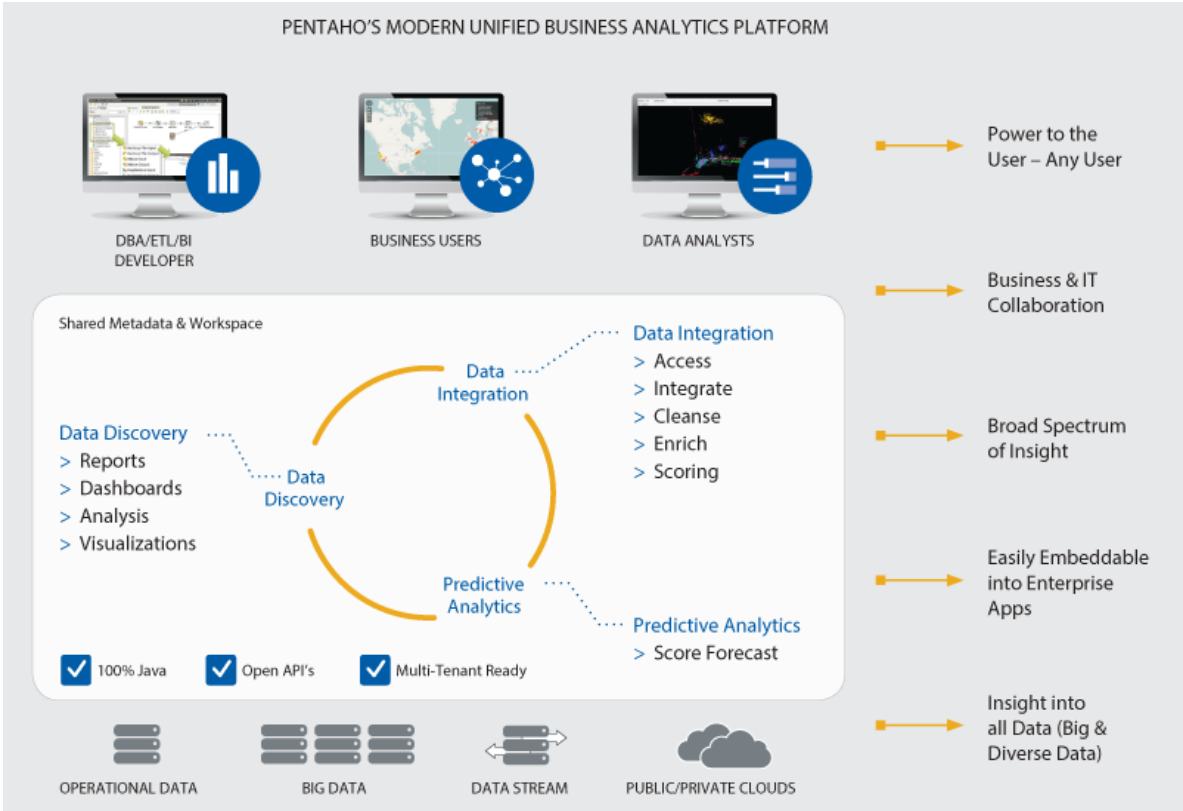 PENTAHO'S MODERN UNIFIED BUSINESS ANALYTICS PLATFORM
DBA/ETL/BI
DEVELOPER
BUSINESS USERS
DATA ANALYSTS
Power to the
User – Any User
Business & IT
Collaboration
Broad Spectrum
of Insight
Easily Embeddable
into Enterprise
Apps
Insight into
all Data (Big &
Diverse Data)
Shared Metadata & Workspace
Data
Integration
Data Integration
> Access
> Integrate
> Cleanse
> Enrich
> Scoring
Data Discovery
> Reports
> Dashboards
> Analysis
> Visualizations
Data
Discovery
Predictive
Analytics
Predictive Analytics
> Score Forecast
100% Java
Open API's
Multi-Tenant Ready
OPERATIONAL DATA
BIG DATA
DATA STREAM
PUBLIC/PRIVATE CLOUDS